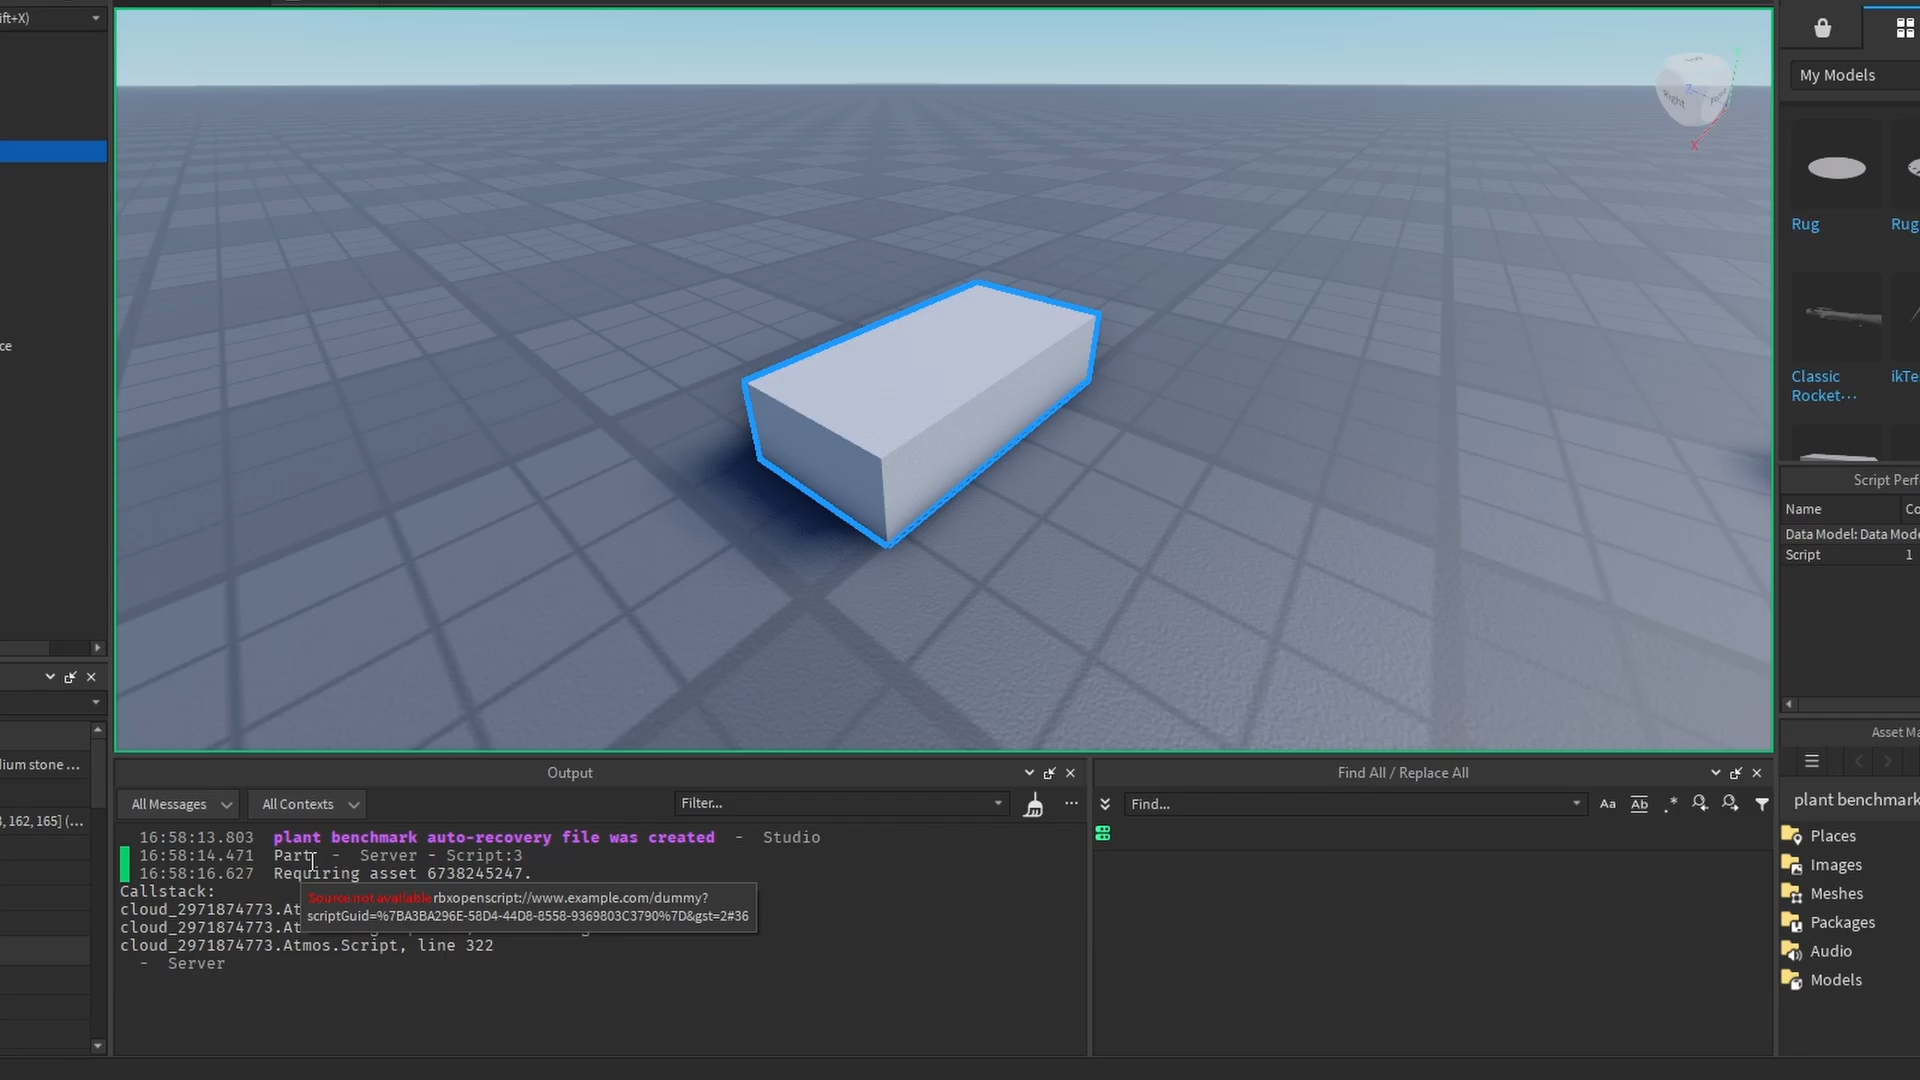 ift+X)
My Models
Right
Front
X
Rug
Rug
Classic
Rocket···
ikTe
ce
Script Perf
Name
Co
Data Model: Data Mode
Script
1
Asset Ma
lium stone ...
3, 162, 165] (...
plant benchmark
Places
Images
Meshes
Packages
Audio
Models
Output
All Messages
All Contexts
Filter...
16:58:13.803 plant benchmark auto-recovery file was created - Studio
16:58:14.471 Part - Server - Script:3
16:58:16.627 Requiring asset 6738245247.
Callstack:
cloud_2971874773.At
cloud_2971874773.At
cloud_2971874773.Atmos.Script, line 322
- Server
Source not available rbxopenscript://www.example.com/dummy?
scriptGuid=%7BA3BA296E-58D4-44D8-8558-9369803C3790%7D&gst=2#36
Find All / Replace All
Find...
Aa
Ab
.*